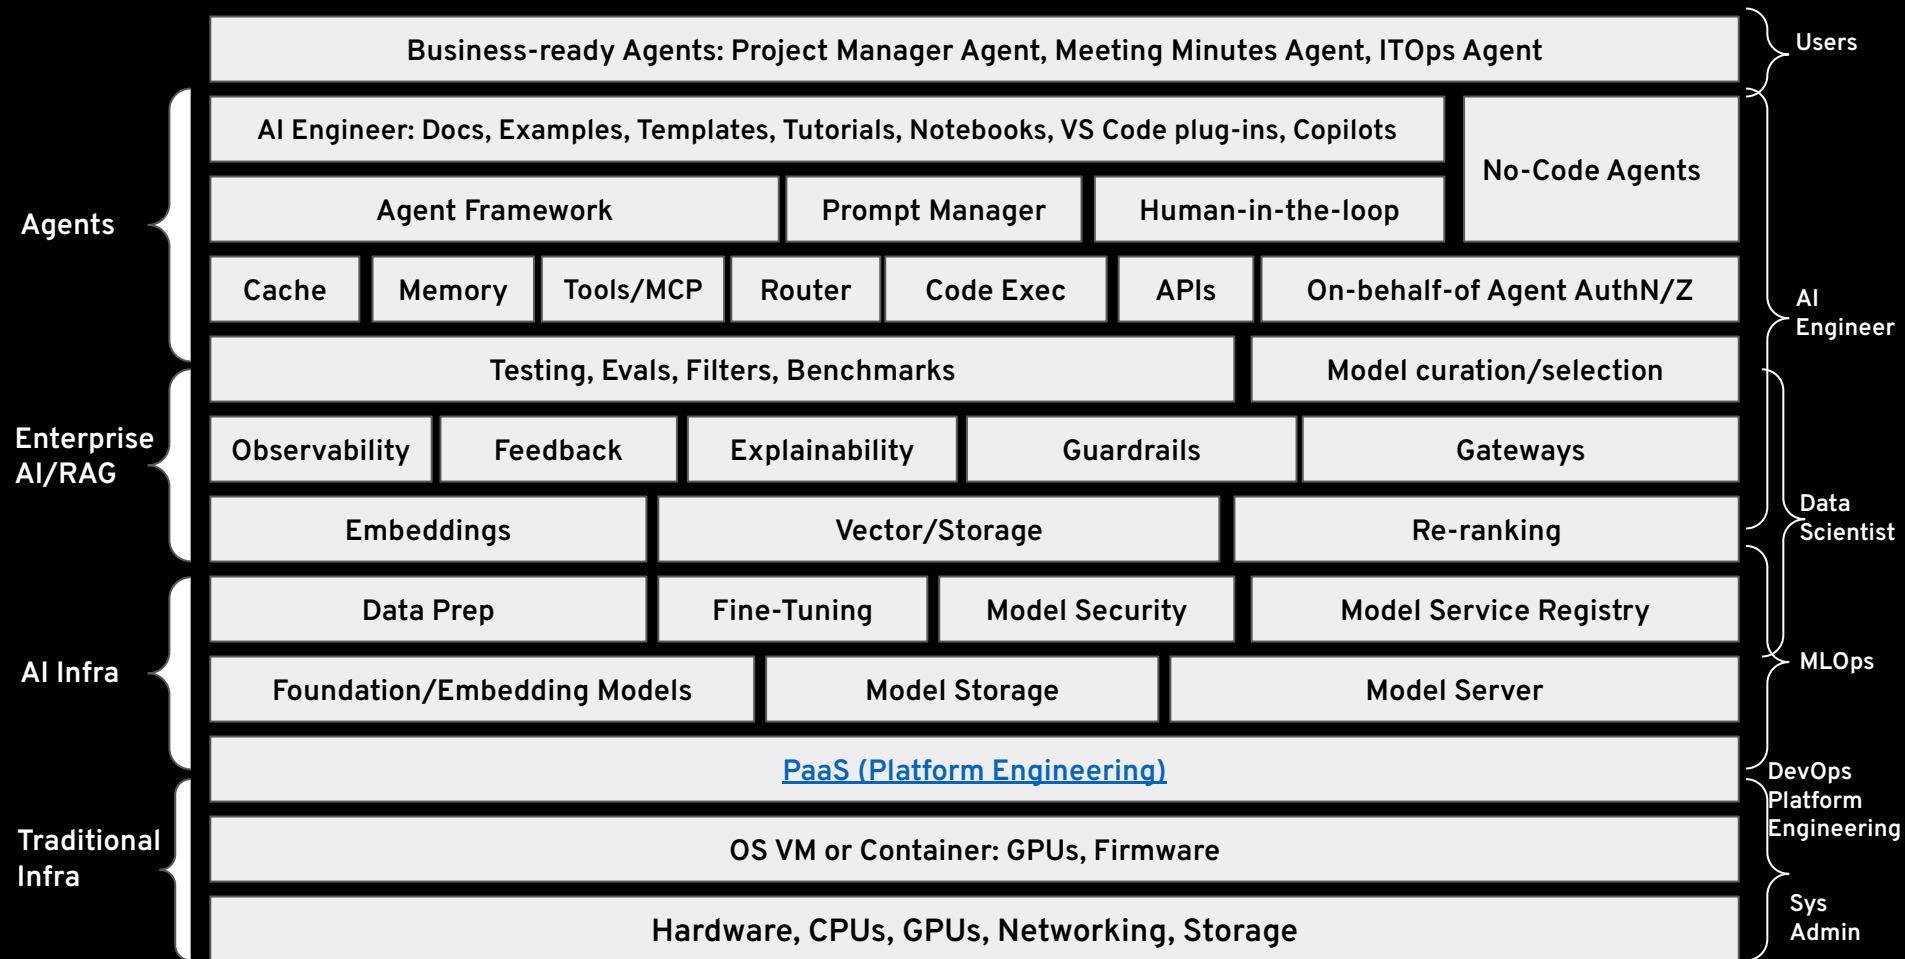 Business-ready Agents: Project Manager Agent, Meeting Minutes Agent, ITOps Agent
Users
AI Engineer: Docs, Examples, Templates, Tutorials, Notebooks, VS Code plug-ins, Copilots
No-Code Agents
Agents
Agent Framework
Prompt Manager
Human-in-the-loop
Cache
Memory
Tools/MCP
Router
Code Exec
APIs
On-behalf-of Agent AuthN/Z
AI
Engineer
Testing, Evals, Filters, Benchmarks
Model curation/selection
Enterprise
AI/RAG
Observability
Feedback
Explainability
Guardrails
Gateways
Embeddings
Vector/Storage
Re-ranking
Data
Scientist
Data Prep
Fine-Tuning
Model Security
Model Service Registry
AI Infra
Foundation/Embedding Models
Model Storage
Model Server
MLOps
PaaS (Platform Engineering)
DevOps
Platform
Engineering
Traditional
Infra
OS VM or Container: GPUs, Firmware
Hardware, CPUs, GPUs, Networking, Storage
Sys
Admin